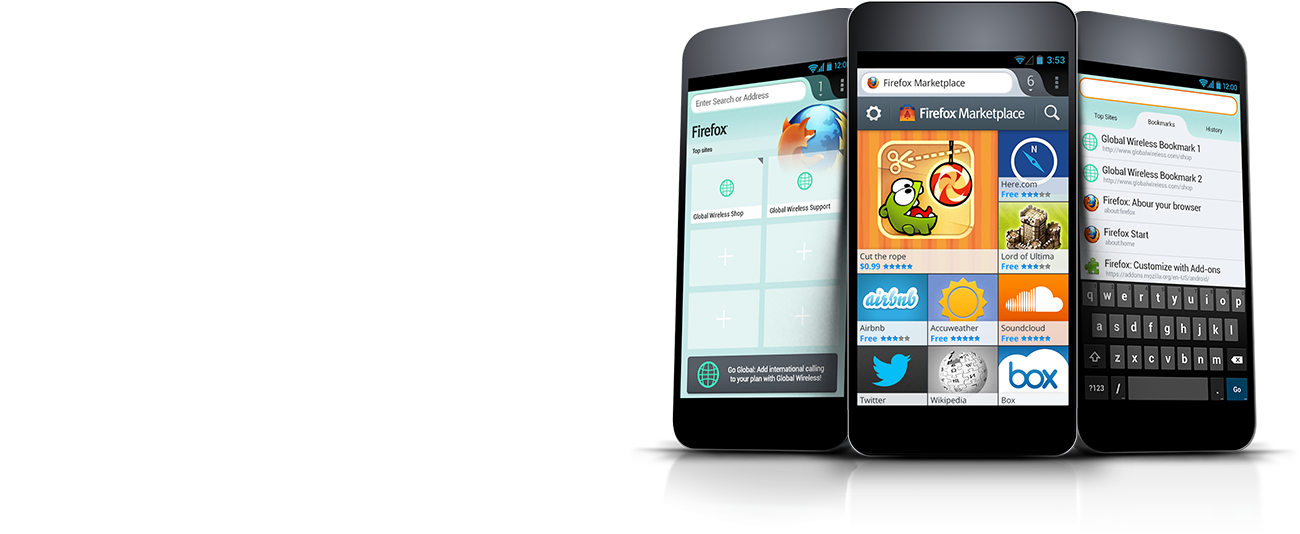 12:00
Enter Search or Address
1
Firefox
Top sites
Global Wireless Shop
Global Wireless Support
Go Global: Add international calling
to your plan with Global Wireless!
3:53
Firefox Marketplace
6
Firefox Marketplace
N
Here.com
Free
Cut the rope
$0.99
Lord of Ultima
Free
airbnb
Airbnb
Free
Accuweather
Free
Soundcloud
Free
Twitter
Wikipedia
box
Box
12:00
Top Sites
Bookmarks
History
Global Wireless Bookmark 1
http://www.globalwireless.com/shop
Global Wireless Bookmark 2
http://www.globalwireless.com/shop
Firefox: Abour your browser
about:firefox
Firefox Start
about:home
Firefox: Customize with Add-ons
https://addons.mozilla.org/en-US/android/
q w e r t y u i o p
a s d f g h j k l
z x c v b n m
?123 / . Go